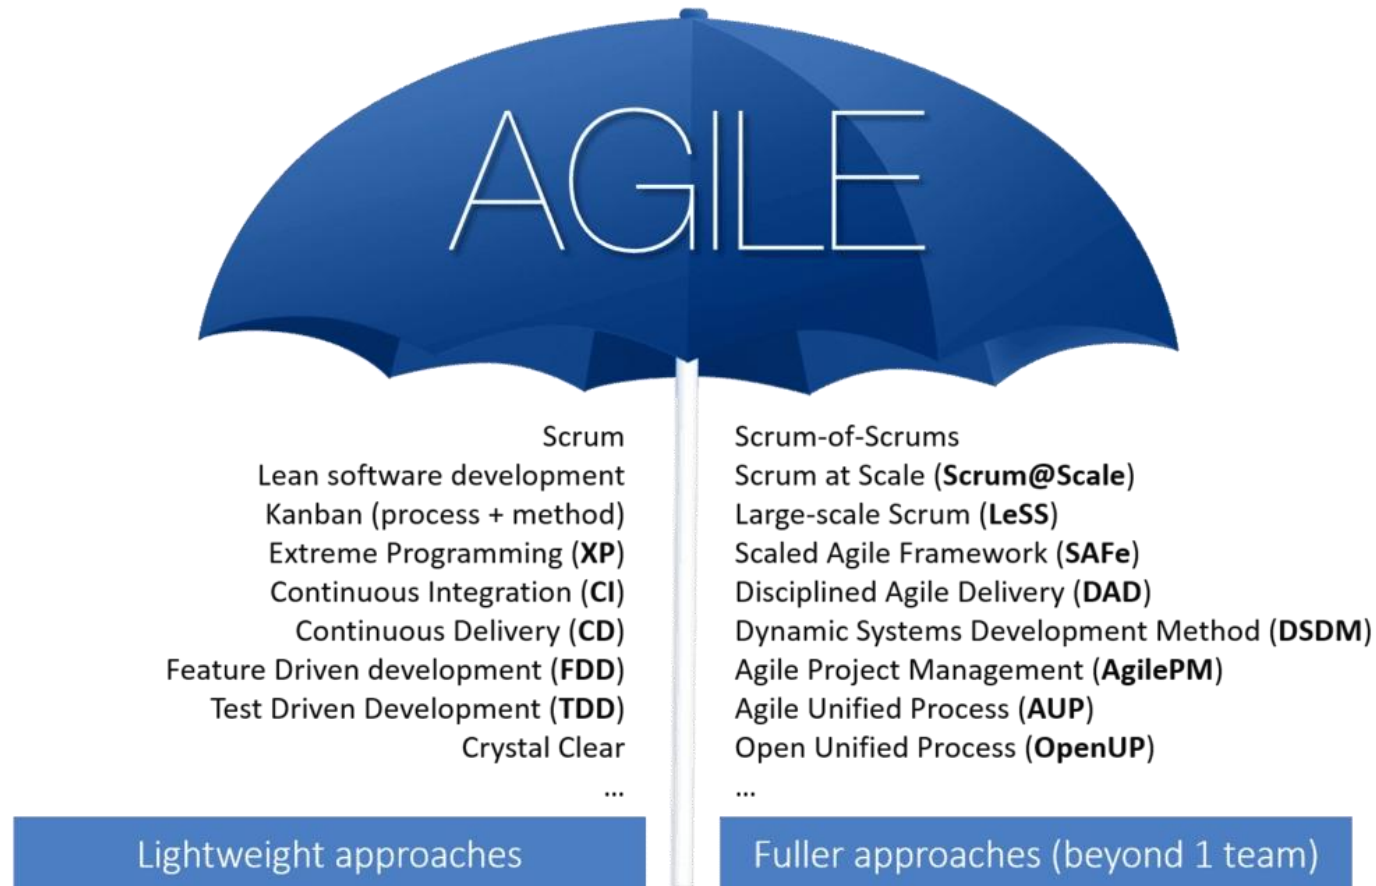 AGILE
Scrum
Lean software development
Kanban (process + method)
Extreme Programming (XP)
Continuous Integration (CI)
Continuous Delivery (CD)
Feature Driven development (FDD)
Test Driven Development (TDD)
Crystal Clear
...
Lightweight approaches
Scrum-of-Scrums
Scrum at Scale (Scrum@Scale)
Large-scale Scrum (LeSS)
Scaled Agile Framework (SAFe)
Disciplined Agile Delivery (DAD)
Dynamic Systems Development Method (DSDM)
Agile Project Management (AgilePM)
Agile Unified Process (AUP)
Open Unified Process (OpenUP)
...
Fuller approaches (beyond 1 team)